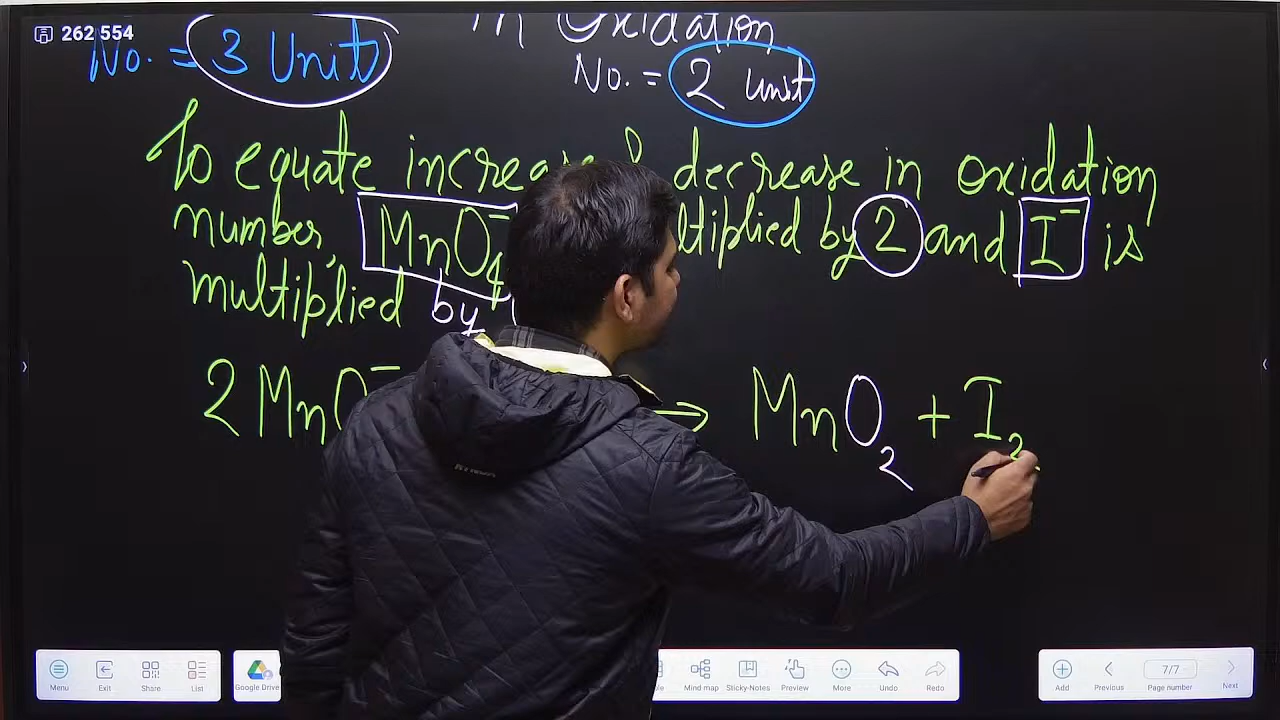 262 554
in Oxidation
No. = 3 Unit
No. = 2 unit
To equate increase & decrease in oxidation
number, MnO4⁻ multiplied by 2 and I⁻ is
multiplied by
2 MnO⁻ → MnO2 + I2
Menu Exit Share List Google Drive Mind map Sticky-Notes Preview More Undo Redo Add Previous 7/7 Page number Next